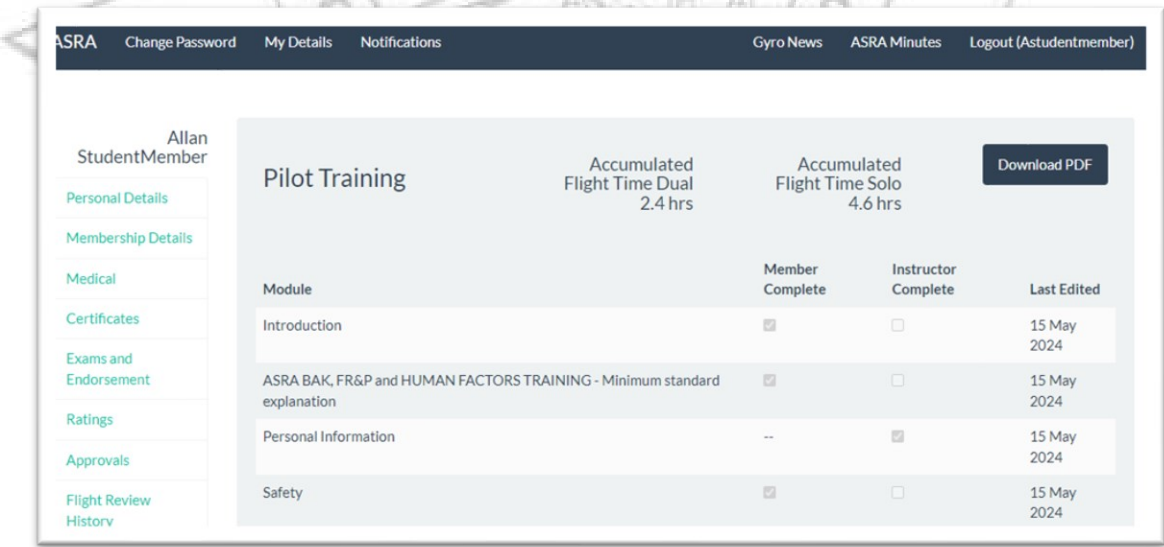 ASRA Change Password My Details Notifications Gyro News ASRA Minutes Logout (Astudentmember)
Allan
StudentMember
Personal Details
Membership Details
Medical
Certificates
Exams and
Endorsement
Ratings
Approvals
Flight Review
History
Pilot Training
Accumulated
Flight Time Dual
2.4 hrs
Accumulated
Flight Time Solo
4.6 hrs
Download PDF
Module Member Complete Instructor Complete Last Edited
Introduction 15 May
2024
ASRA BAK, FR&P and HUMAN FACTORS TRAINING - Minimum standard 15 May
explanation 2024
Personal Information -- 15 May
2024
Safety 15 May
2024